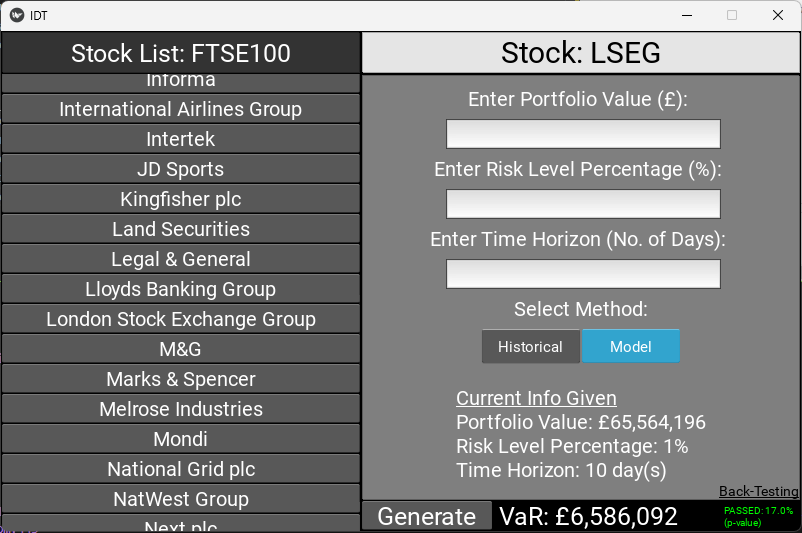 IDT
Stock List: FTSE100
Informa
International Airlines Group
Intertek
JD Sports
Kingfisher plc
Land Securities
Legal & General
Lloyds Banking Group
London Stock Exchange Group
M&G
Marks & Spencer
Melrose Industries
Mondi
National Grid plc
NatWest Group
Next plc
Stock: LSEG
Enter Portfolio Value (£):
Enter Risk Level Percentage (%):
Enter Time Horizon (No. of Days):
Select Method:
Historical Model
Current Info Given
Portfolio Value: £65,564,196
Risk Level Percentage: 1%
Time Horizon: 10 day(s)
Back-Testing
Generate VaR: £6,586,092
PASSED: 17.0%
(p-value)